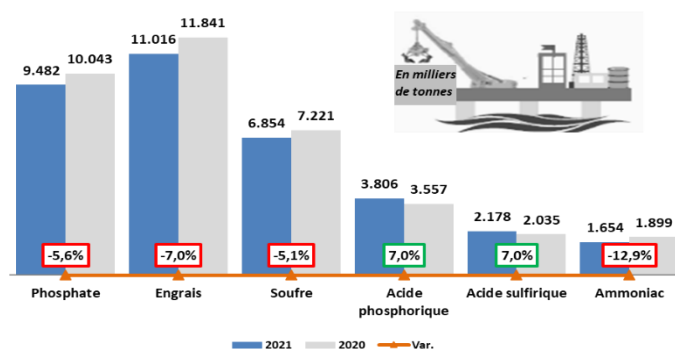 11.841
11.016
9.482
10.043
En milliers
de tonnes
6.854
7.221
3.806
3.557
2.178
2.035
1.654
1.899
-5,6%
-7,0%
-5,1%
7,0%
7,0%
-12,9%
Phosphate
Engrais
Soufre
Acide
phosphorique
Acide sulfirique
Ammoniac
2021
2020
Var.